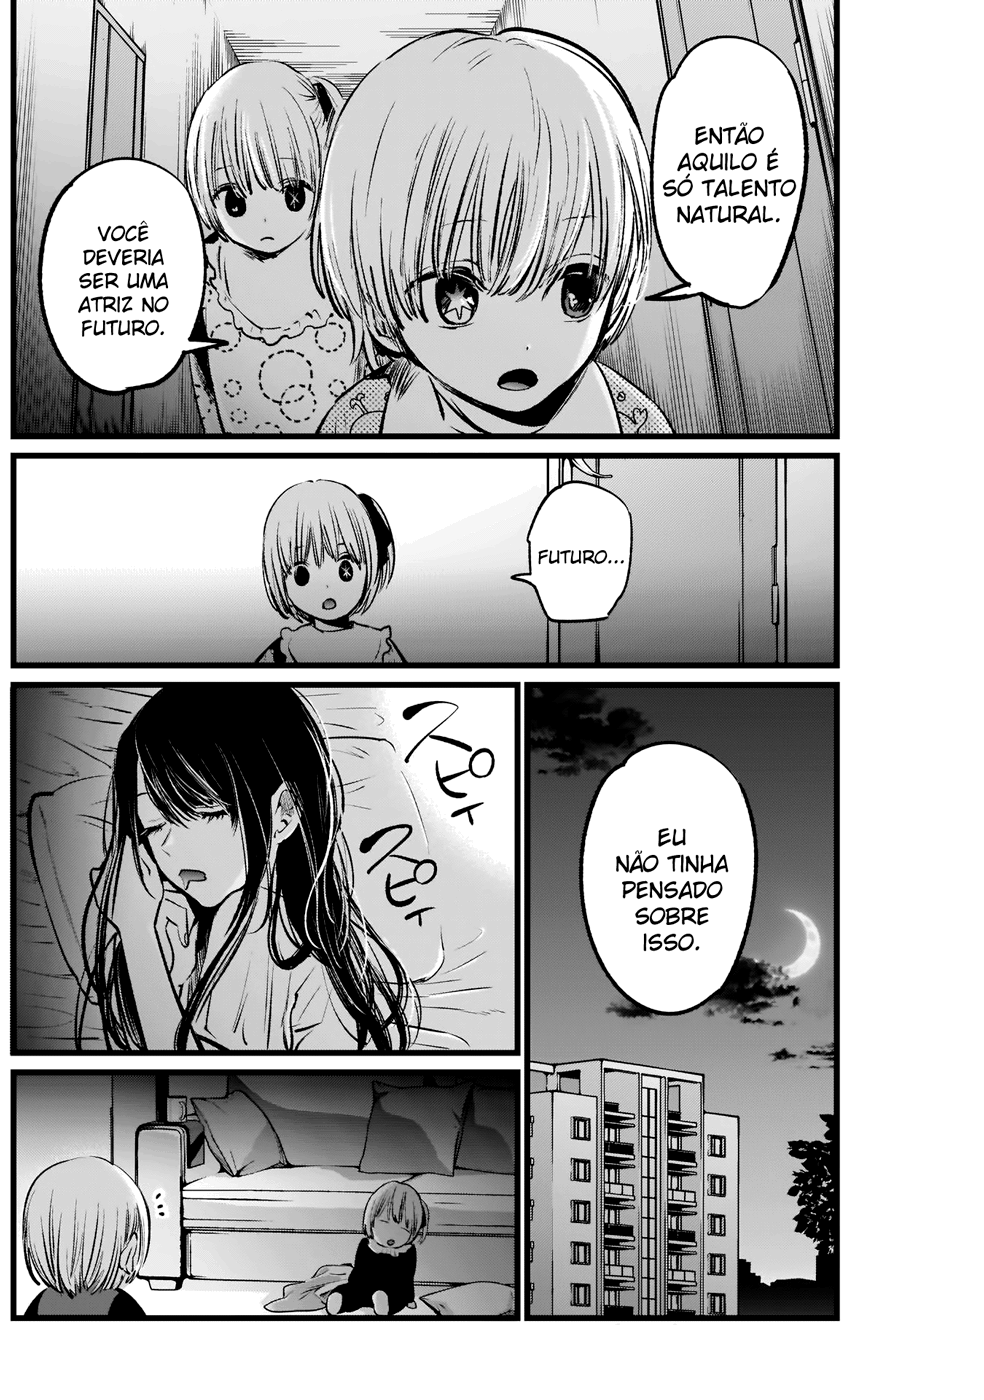 ENTÃO
AQUILO É
SÓ TALENTO
NATURAL.
VOCÊ
DEVERIA
SER UMA
ATRIZ NO
FUTURO.
FUTURO...
EU
NÃO TINHA
PENSADO
SOBRE
ISSO.
スピー
スピー